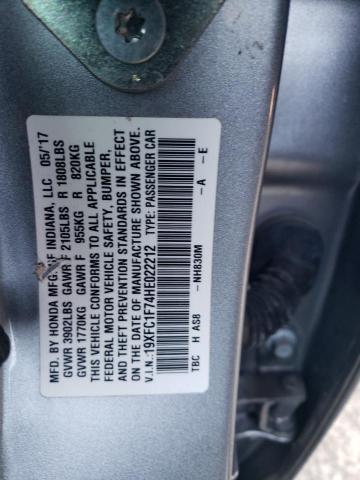 MFD. BY HONDA MFG. OF INDIANA, LLC 05/'17
GVWR 3902LBS GAWR F 2105LBS R 1808LBS
GVWR 1770KG GAWR F 955KG R 820KG
THIS VEHICLE CONFORMS TO ALL APPLICABLE
FEDERAL MOTOR VEHICLE SAFETY, BUMPER,
AND THEFT PREVENTION STANDARDS IN EFFECT
ON THE DATE OF MANUFACTURE SHOWN ABOVE.
V.I.N.:19XFC1F74HE022212 TYPE: PASSENGER CAR
TBC H AS8 -NH830M -A -E